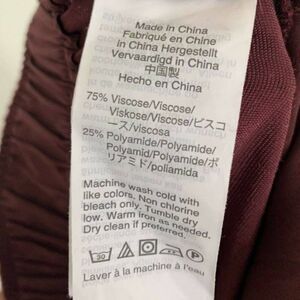 Made in China
Fabriqué en Chine
in China Hergestellt
Vervaardigd in China
中国製
Hecho en China
75% Viscose/Viscose/
Viskose/Viscose/ビスコ
ース/viscosa
25% Polyamide/Polyamide/
Polyamid/Polyamide/ポ
リアミド/poliamida
Machine wash cold with
like colors. Non chlorine
bleach only. Tumble dry
low. Warm iron as needed.
Dry clean if preferred.
30
Laver à la machine à l'eau